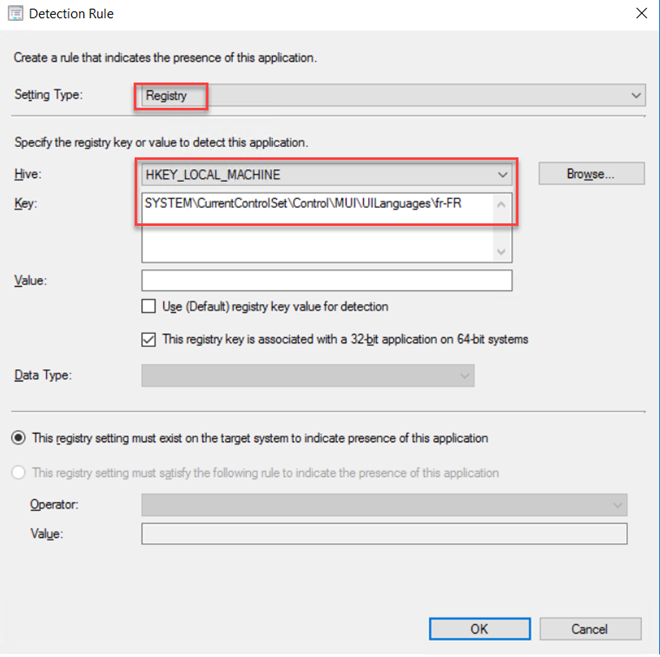 Detection Rule
Create a rule that indicates the presence of this application.
Setting Type:
Registry
Specify the registry key or value to detect this application.
Hive:
HKEY_LOCAL_MACHINE
Browse...
Key:
SYSTEM\CurrentControlSet\Control\MUI\UILanguages\fr-FR
Value:
Use (Default) registry key value for detection
This registry key is associated with a 32-bit application on 64-bit systems
Data Type:
This registry setting must exist on the target system to indicate presence of this application
This registry setting must satisfy the following rule to indicate the presence of this application
Operator:
Value:
OK
Cancel